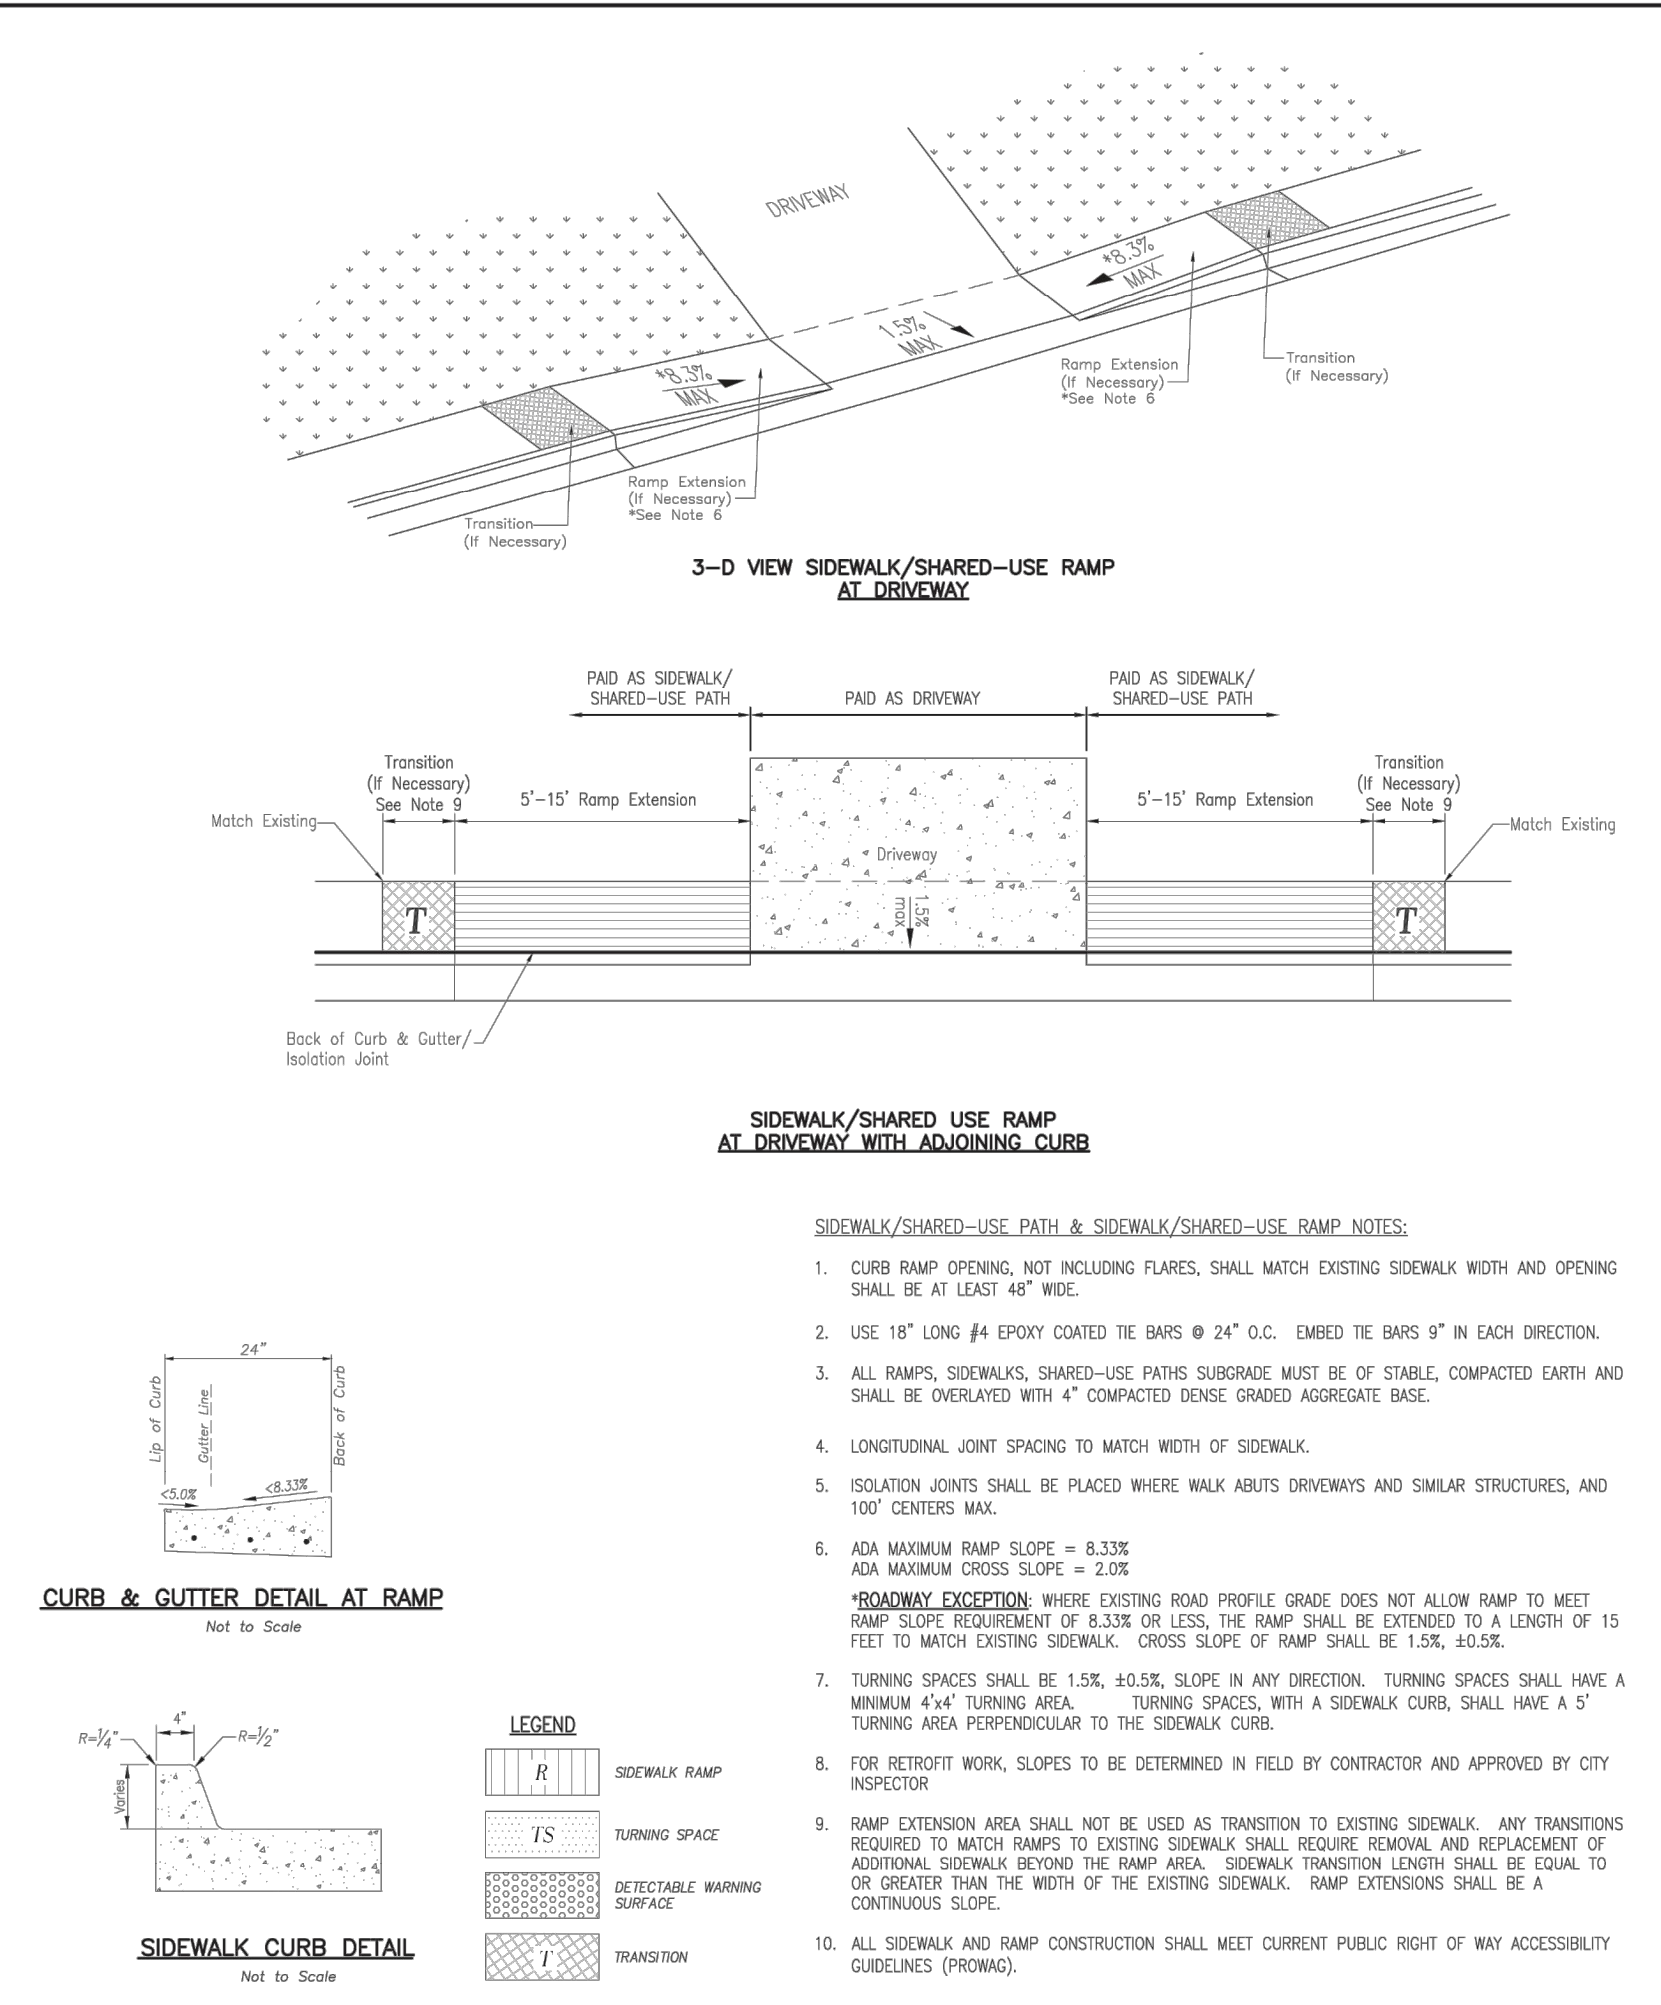 DRIVEWAY
*8.3%
MAX
1.5%
MAX
*8.3%
MAX
Ramp Extension
(If Necessary)
*See Note 6
Transition
(If Necessary)
Ramp Extension
(If Necessary)
*See Note 6
Transition
(If Necessary)
3-D VIEW SIDEWALK/SHARED-USE RAMP
AT DRIVEWAY
PAID AS SIDEWALK/
SHARED-USE PATH
PAID AS DRIVEWAY
PAID AS SIDEWALK/
SHARED-USE PATH
Transition
(If Necessary)
See Note 9
5'-15' Ramp Extension
5'-15' Ramp Extension
Transition
(If Necessary)
See Note 9
Match Existing
Match Existing
Driveway
T
1.5%
max
T
Back of Curb & Gutter/
Isolation Joint
SIDEWALK/SHARED USE RAMP
AT DRIVEWAY WITH ADJOINING CURB
24"
Lip of Curb
Gutter Line
Back of Curb
<5.0%
<8.33%
CURB & GUTTER DETAIL AT RAMP
Not to Scale
4"
R=1/4"
R=1/2"
Varies
SIDEWALK CURB DETAIL
Not to Scale
LEGEND
R
SIDEWALK RAMP
TS
TURNING SPACE
DETECTABLE WARNING
SURFACE
T
TRANSITION
SIDEWALK/SHARED-USE PATH & SIDEWALK/SHARED-USE RAMP NOTES:
1. CURB RAMP OPENING, NOT INCLUDING FLARES, SHALL MATCH EXISTING SIDEWALK WIDTH AND OPENING
SHALL BE AT LEAST 48" WIDE.
2. USE 18" LONG #4 EPOXY COATED TIE BARS @ 24" O.C. EMBED TIE BARS 9" IN EACH DIRECTION.
3. ALL RAMPS, SIDEWALKS, SHARED-USE PATHS SUBGRADE MUST BE OF STABLE, COMPACTED EARTH AND
SHALL BE OVERLAYED WITH 4" COMPACTED DENSE GRADED AGGREGATE BASE.
4. LONGITUDINAL JOINT SPACING TO MATCH WIDTH OF SIDEWALK.
5. ISOLATION JOINTS SHALL BE PLACED WHERE WALK ABUTS DRIVEWAYS AND SIMILAR STRUCTURES, AND
100' CENTERS MAX.
6. ADA MAXIMUM RAMP SLOPE = 8.33%
ADA MAXIMUM CROSS SLOPE = 2.0%
*ROADWAY EXCEPTION: WHERE EXISTING ROAD PROFILE GRADE DOES NOT ALLOW RAMP TO MEET
RAMP SLOPE REQUIREMENT OF 8.33% OR LESS, THE RAMP SHALL BE EXTENDED TO A LENGTH OF 15
FEET TO MATCH EXISTING SIDEWALK. CROSS SLOPE OF RAMP SHALL BE 1.5%, ±0.5%.
7. TURNING SPACES SHALL BE 1.5%, ±0.5%, SLOPE IN ANY DIRECTION. TURNING SPACES SHALL HAVE A
MINIMUM 4'x4' TURNING AREA. TURNING SPACES, WITH A SIDEWALK CURB, SHALL HAVE A 5'
TURNING AREA PERPENDICULAR TO THE SIDEWALK CURB.
8. FOR RETROFIT WORK, SLOPES TO BE DETERMINED IN FIELD BY CONTRACTOR AND APPROVED BY CITY
INSPECTOR
9. RAMP EXTENSION AREA SHALL NOT BE USED AS TRANSITION TO EXISTING SIDEWALK. ANY TRANSITIONS
REQUIRED TO MATCH RAMPS TO EXISTING SIDEWALK SHALL REQUIRE REMOVAL AND REPLACEMENT OF
ADDITIONAL SIDEWALK BEYOND THE RAMP AREA. SIDEWALK TRANSITION LENGTH SHALL BE EQUAL TO
OR GREATER THAN THE WIDTH OF THE EXISTING SIDEWALK. RAMP EXTENSIONS SHALL BE A
CONTINUOUS SLOPE.
10. ALL SIDEWALK AND RAMP CONSTRUCTION SHALL MEET CURRENT PUBLIC RIGHT OF WAY ACCESSIBILITY
GUIDELINES (PROWAG).